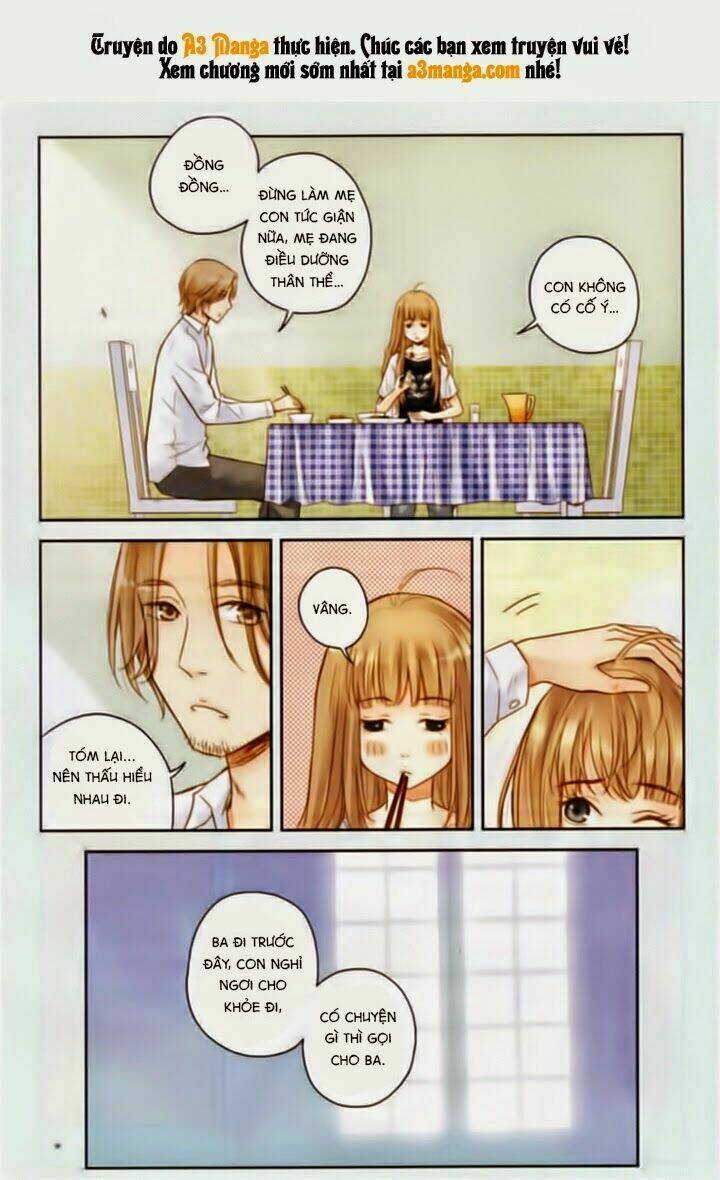 Truyện do A3 Manga thực hiện. Chúc các bạn xem truyện vui vẻ!
Xem chương mới sớm nhất tại a3manga.com nhé!
ĐỒNG
ĐỒNG...
ĐỪNG LÀM MẸ
CON TỨC GIẬN
NỮA, MẸ ĐANG
ĐIỀU DƯỠNG
THÂN THỂ...
CON KHÔNG
CÓ CỐ Ý...
TÓM LẠI...
NÊN THẤU HIỂU
NHAU ĐI.
VÂNG.
BA ĐI TRƯỚC
ĐÂY, CON NGHỈ
NGƠI CHO
KHỎE ĐI,
CÓ CHUYỆN
GÌ THÌ GỌI
CHO BA.